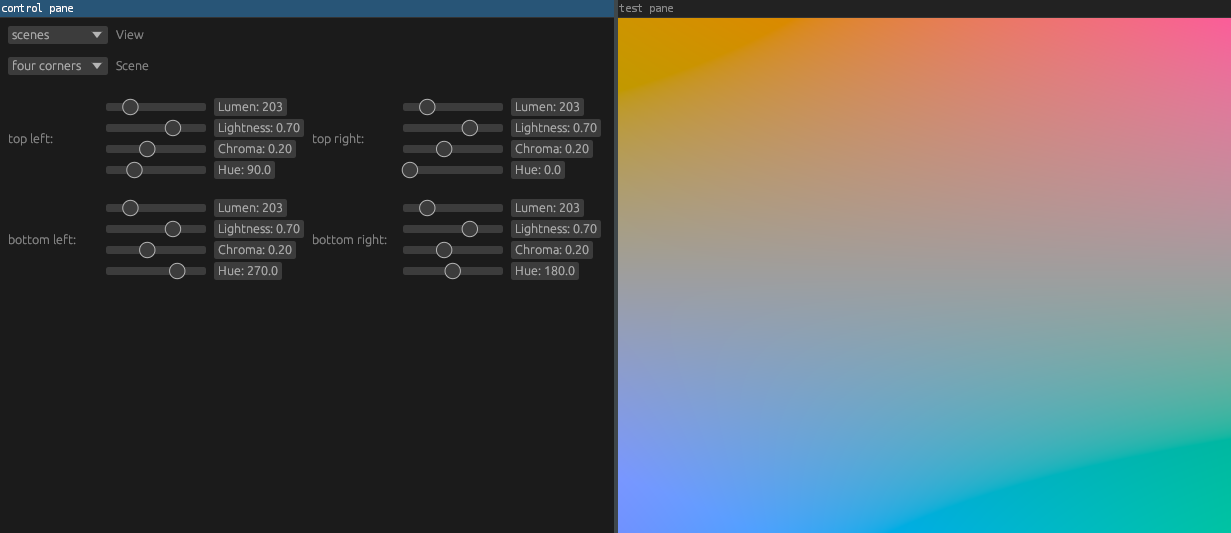 control pane
test pane
scenes View
four corners Scene
top left:
Lumen: 203
Lightness: 0.70
Chroma: 0.20
Hue: 90.0
top right:
Lumen: 203
Lightness: 0.70
Chroma: 0.20
Hue: 0.0
bottom left:
Lumen: 203
Lightness: 0.70
Chroma: 0.20
Hue: 270.0
bottom right:
Lumen: 203
Lightness: 0.70
Chroma: 0.20
Hue: 180.0